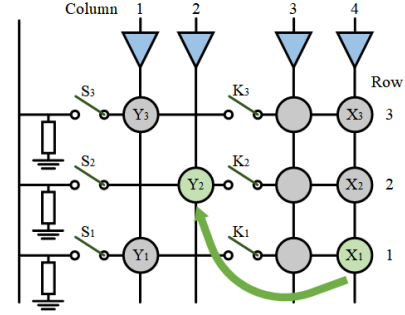 Column 1 2 3 4
Row
S₃ K₃
Y₃ X₃ 3
S₂ K₂
Y₂ X₂ 2
S₁ K₁
Y₁ X₁ 1